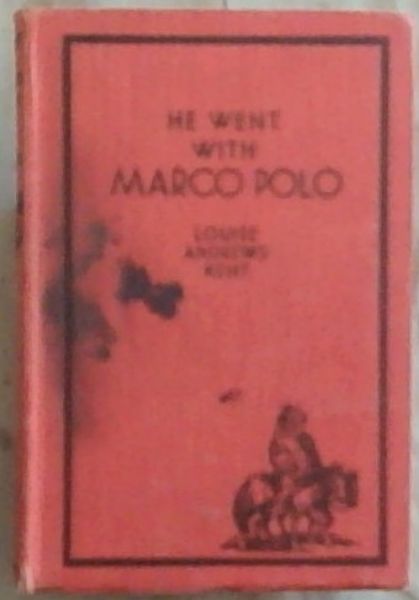 HE WENT
WITH
MARCO POLO
LOUISE
ANDREWS
KENT